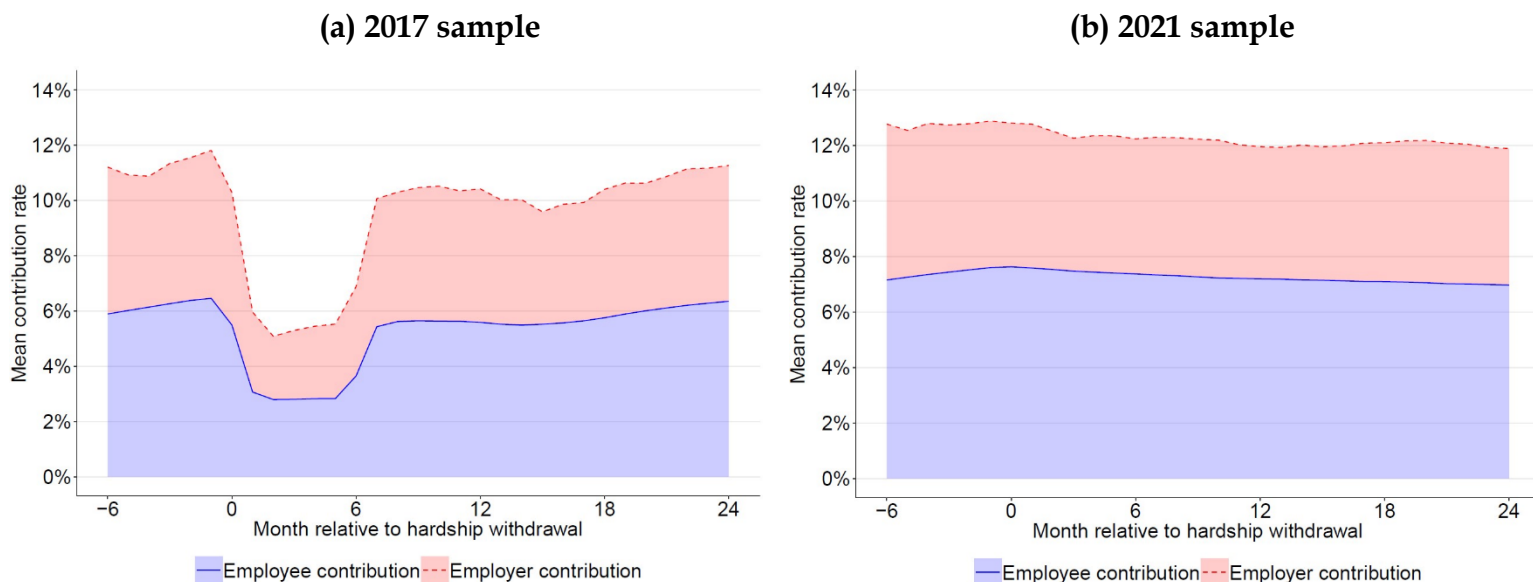 (a) 2017 sample
14%
12%
10%
8%
6%
4%
2%
0%
Mean contribution rate
−6 0 6 12 18 24
Month relative to hardship withdrawal
Employee contribution Employer contribution
(b) 2021 sample
14%
12%
10%
8%
6%
4%
2%
0%
Mean contribution rate
−6 0 6 12 18 24
Month relative to hardship withdrawal
Employee contribution Employer contribution